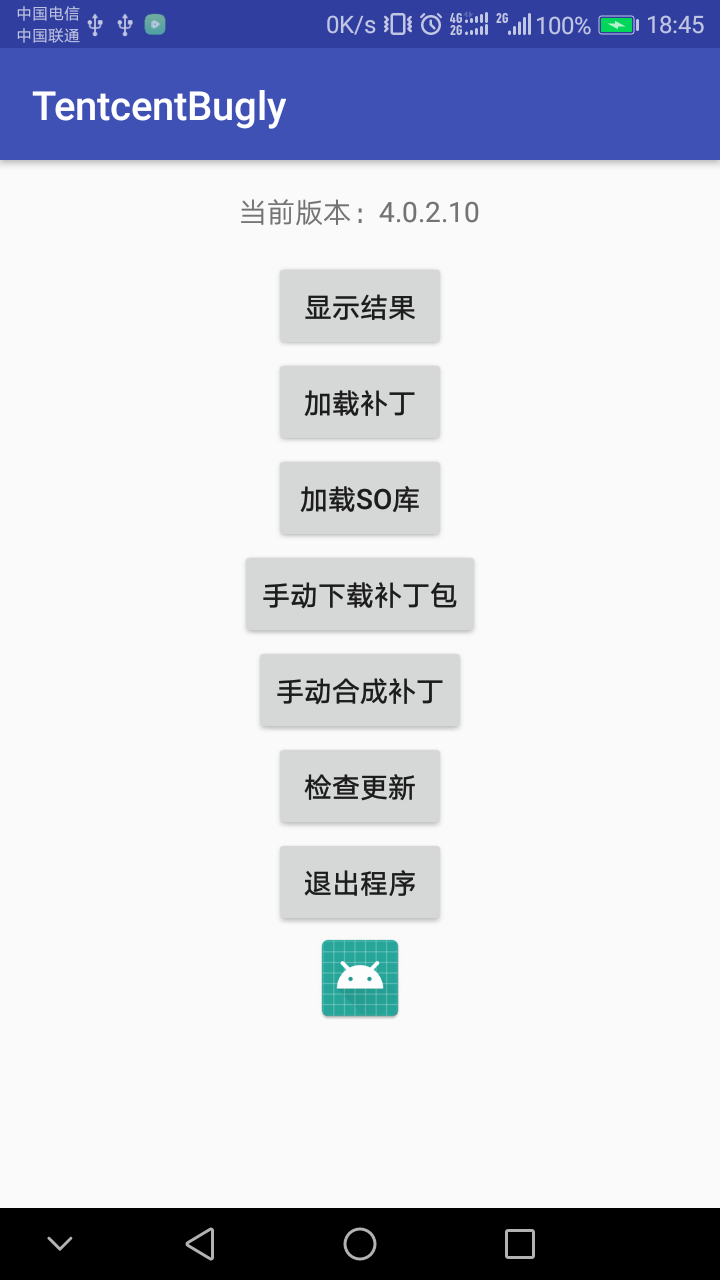 中国电信
中国联通
0K/s 4G 2G 2G 100% 18:45
TentcentBugly
当前版本：4.0.2.10
显示结果
加载补丁
加载SO库
手动下载补丁包
手动合成补丁
检查更新
退出程序